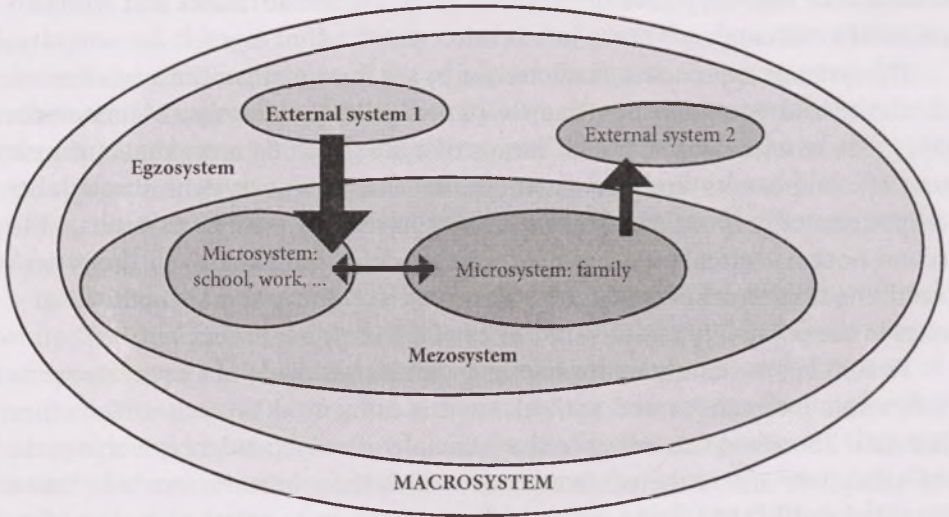 External system 1
External system 2
Egzosystem
Microsystem:
school, work, ...
Microsystem: family
Mezosystem
MACROSYSTEM